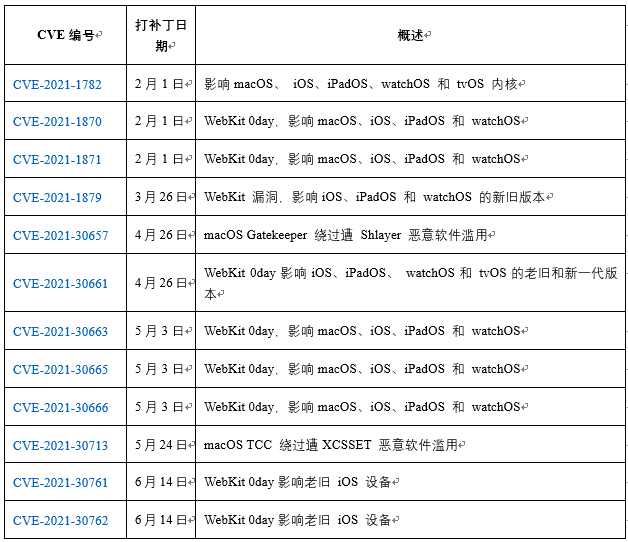 CVE 编号 打补丁日 概述
期
CVE-2021-1782 2 月 1 日 影响 macOS、 iOS、iPadOS、watchOS 和 tvOS 内核
CVE-2021-1870 2 月 1 日 WebKit 0day，影响 macOS、iOS、iPadOS 和 watchOS
CVE-2021-1871 2 月 1 日 WebKit 0day，影响 macOS、iOS、iPadOS 和 watchOS
CVE-2021-1879 3 月 26 日 WebKit 漏洞，影响 iOS、iPadOS 和 watchOS 的新旧版本
CVE-2021-30657 4 月 26 日 macOS Gatekeeper 绕过遭 Shlayer 恶意软件滥用
CVE-2021-30661 4 月 26 日 WebKit 0day 影响 iOS、iPadOS、 watchOS 和 tvOS 的老旧和新一代版
本
CVE-2021-30663 5 月 3 日 WebKit 0day，影响 macOS、iOS、iPadOS 和 watchOS
CVE-2021-30665 5 月 3 日 WebKit 0day，影响 macOS、iOS、iPadOS 和 watchOS
CVE-2021-30666 5 月 3 日 WebKit 0day，影响 macOS、iOS、iPadOS 和 watchOS
CVE-2021-30713 5 月 24 日 macOS TCC 绕过遭 XCSSET 恶意软件滥用
CVE-2021-30761 6 月 14 日 WebKit 0day 影响老旧 iOS 设备
CVE-2021-30762 6 月 14 日 WebKit 0day 影响老旧 iOS 设备